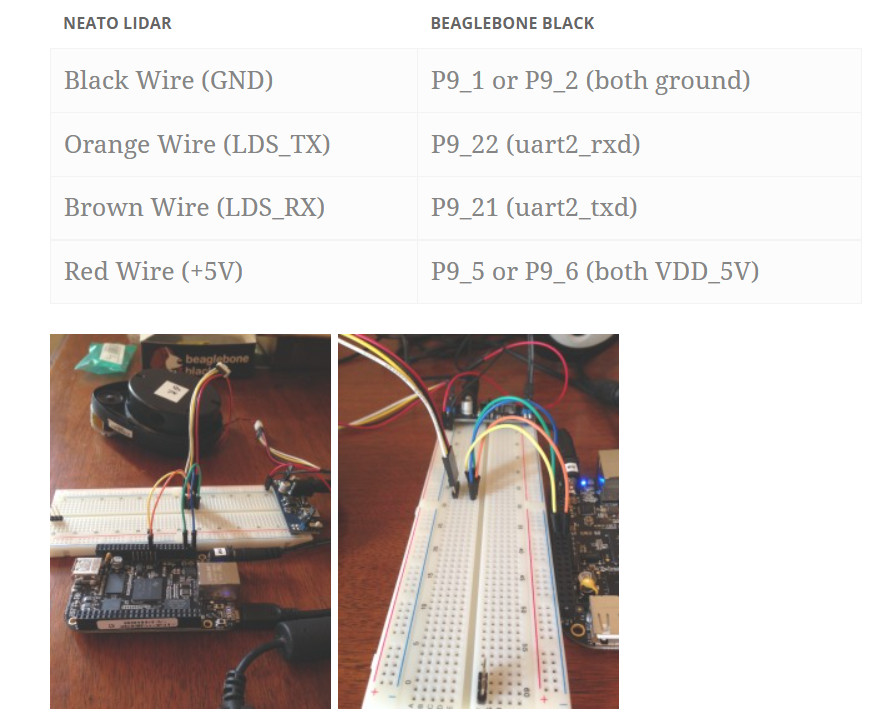 NEATO LIDAR BEAGLEBONE BLACK
Black Wire (GND) P9_1 or P9_2 (both ground)
Orange Wire (LDS_TX) P9_22 (uart2_rxd)
Brown Wire (LDS_RX) P9_21 (uart2_txd)
Red Wire (+5V) P9_5 or P9_6 (both VDD_5V)
beaglebone
black